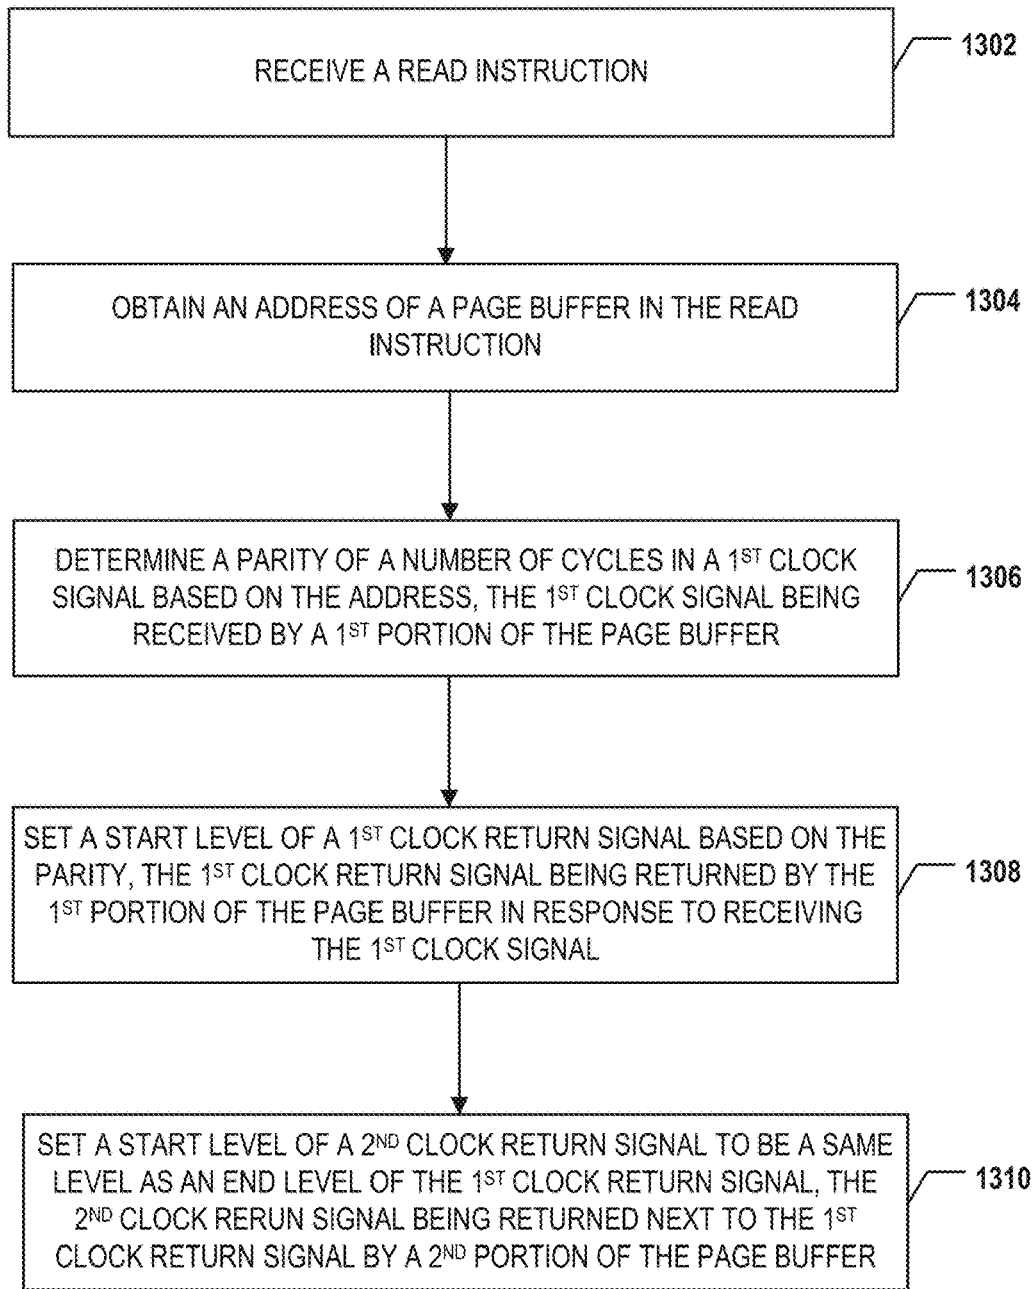 RECEIVE A READ INSTRUCTION
1302
OBTAIN AN ADDRESS OF A PAGE BUFFER IN THE READ
INSTRUCTION
1304
DETERMINE A PARITY OF A NUMBER OF CYCLES IN A 1ST CLOCK
SIGNAL BASED ON THE ADDRESS, THE 1ST CLOCK SIGNAL BEING
RECEIVED BY A 1ST PORTION OF THE PAGE BUFFER
1306
SET A START LEVEL OF A 1ST CLOCK RETURN SIGNAL BASED ON THE
PARITY, THE 1ST CLOCK RETURN SIGNAL BEING RETURNED BY THE
1ST PORTION OF THE PAGE BUFFER IN RESPONSE TO RECEIVING
THE 1ST CLOCK SIGNAL
1308
SET A START LEVEL OF A 2ND CLOCK RETURN SIGNAL TO BE A SAME
LEVEL AS AN END LEVEL OF THE 1ST CLOCK RETURN SIGNAL, THE
2ND CLOCK RERUN SIGNAL BEING RETURNED NEXT TO THE 1ST
CLOCK RETURN SIGNAL BY A 2ND PORTION OF THE PAGE BUFFER
1310